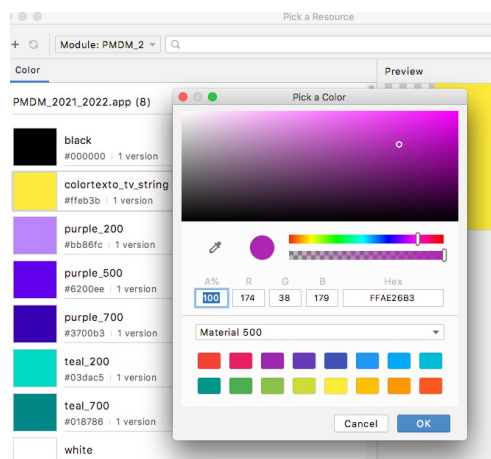 Pick a Resource
Module: PMDM_2
Color
Preview
PMDM_2021_2022.app (8)
black
#000000 | 1 version
colortexto_tv_string
#ffeb3b | 1 version
purple_200
#bb86fc | 1 version
purple_500
#6200ee | 1 version
purple_700
#3700b3 | 1 version
teal_200
#03dac5 | 1 version
teal_700
#018786 | 1 version
white
Pick a Color
A% R G B Hex
100 174 38 179 FFAE26B3
Material 500
Cancel OK